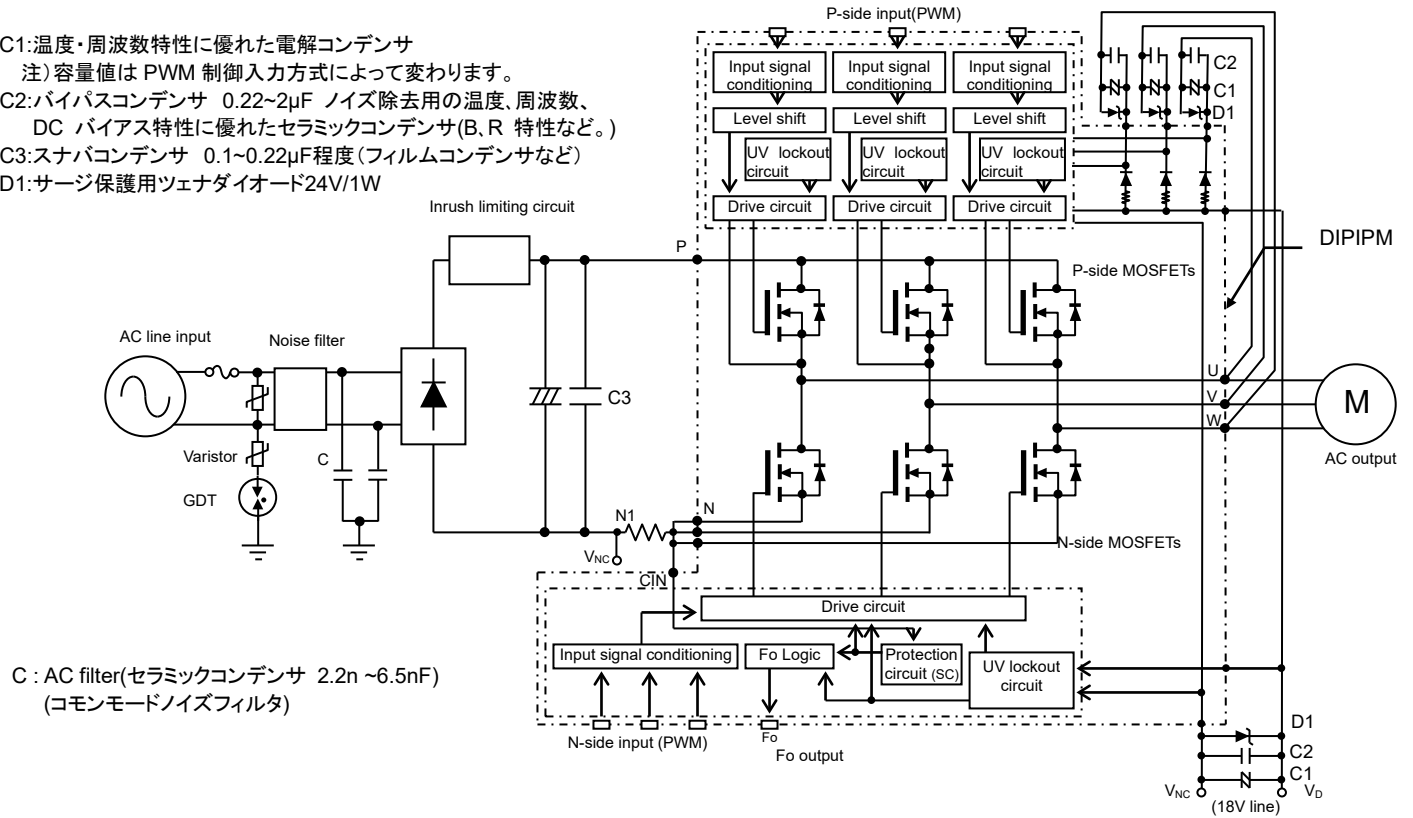 P-side input(PWM)
C1:温度・周波数特性に優れた電解コンデンサ
注)容量値は PWM 制御入力方式によって変わります。
C2:バイパスコンデンサ 0.22~2μF ノイズ除去用の温度、周波数、
DC バイアス特性に優れたセラミックコンデンサ(B、R 特性など。)
C3:スナバコンデンサ 0.1~0.22μF程度(フィルムコンデンサなど)
D1:サージ保護用ツェナダイオード24V/1W
Input signal conditioning
Input signal conditioning
Input signal conditioning
Level shift
Level shift
Level shift
UV lockout circuit
UV lockout circuit
UV lockout circuit
Drive circuit
Drive circuit
Drive circuit
C2
C1
D1
DIPIPM
Inrush limiting circuit
P
P-side MOSFETs
AC line input
Noise filter
C3
U
V
W
M
AC output
Varistor
C
GDT
N1
N
VNC
CIN
N-side MOSFETs
Drive circuit
Input signal conditioning
Fo Logic
Protection circuit (SC)
UV lockout circuit
C : AC filter(セラミックコンデンサ 2.2n ~6.5nF)
(コモンモードノイズフィルタ)
N-side input (PWM)
Fo
Fo output
D1
C2
C1
VNC
VD
(18V line)